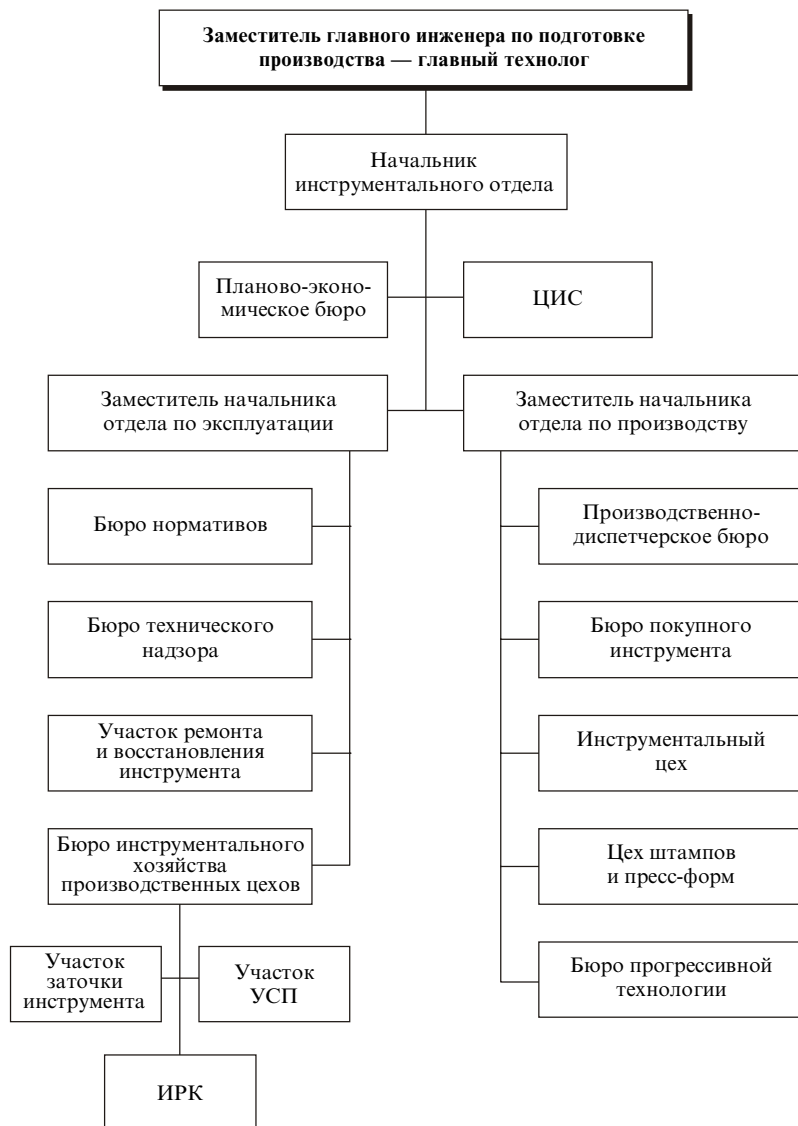 Заместитель главного инженера по подготовке
производства — главный технолог
Начальник
инструментального отдела
Планово-эконо-
мическое бюро
ЦИС
Заместитель начальника
отдела по эксплуатации
Заместитель начальника
отдела по производству
Бюро нормативов
Производственно-
диспетчерское бюро
Бюро технического
надзора
Бюро покупного
инструмента
Участок ремонта
и восстановления
инструмента
Инструментальный
цех
Бюро инструментального
хозяйства
производственных цехов
Цех штампов
и пресс-форм
Участок
заточки
инструмента
Участок
УСП
Бюро прогрессивной
технологии
ИРК